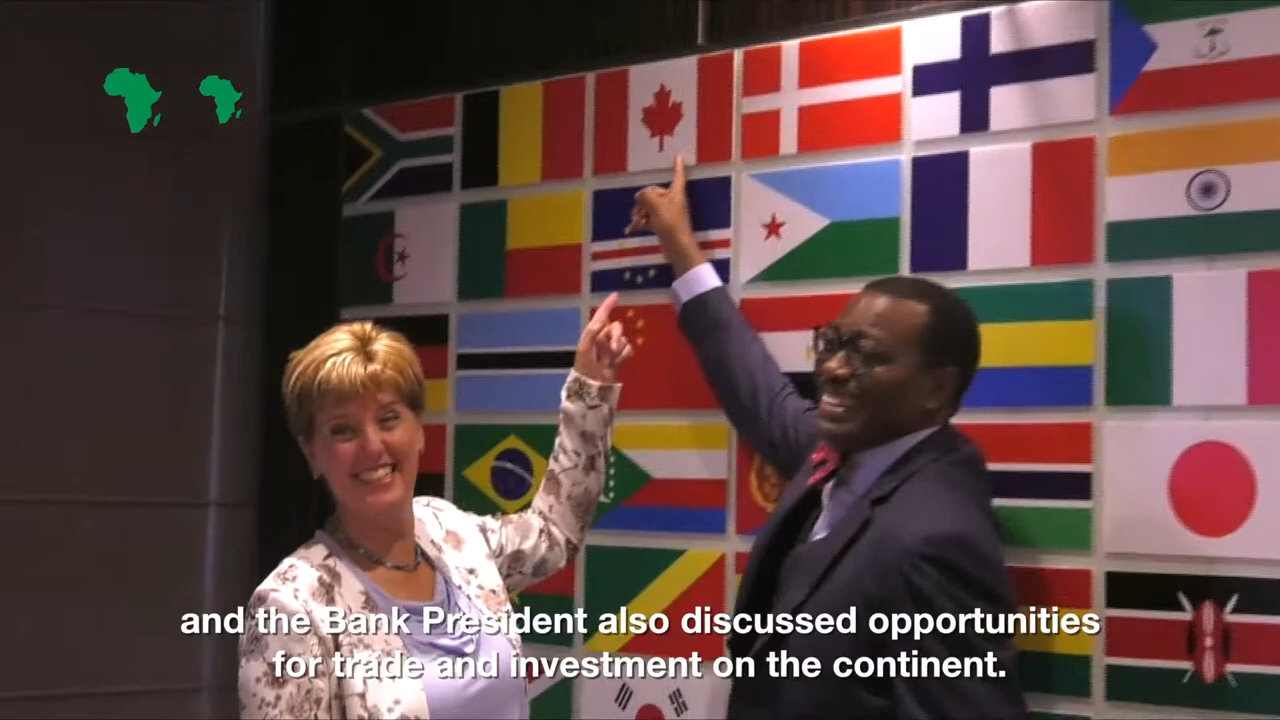 and the Bank President also discussed opportunities
for trade and investment on the continent.